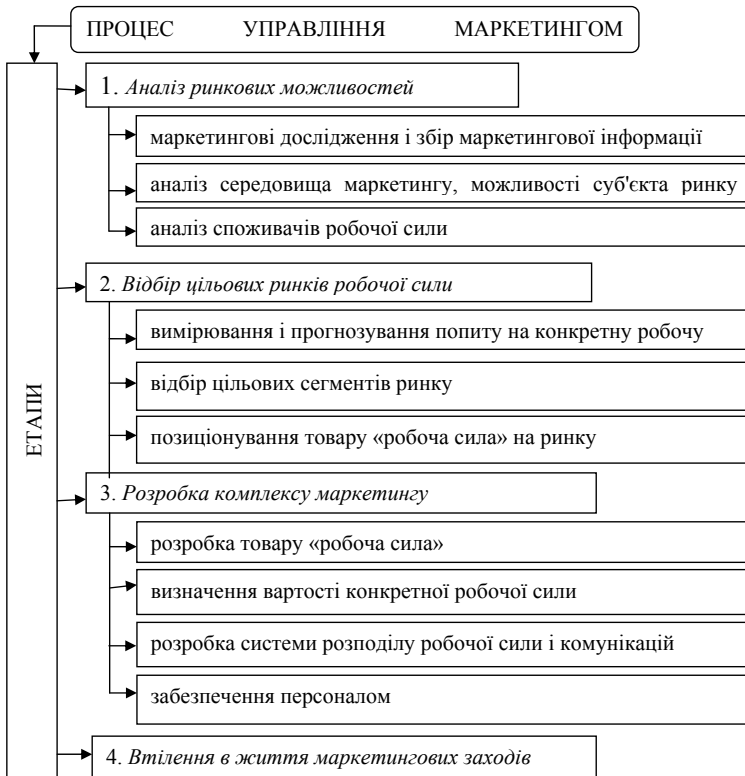 ПРОЦЕС УПРАВЛІННЯ МАРКЕТИНГОМ
ЕТАПИ
1. Аналіз ринкових можливостей
маркетингові дослідження і збір маркетингової інформації
аналіз середовища маркетингу, можливості суб'єкта ринку
аналіз споживачів робочої сили
2. Відбір цільових ринків робочої сили
вимірювання і прогнозування попиту на конкретну робочу
відбір цільових сегментів ринку
позиціонування товару «робоча сила» на ринку
3. Розробка комплексу маркетингу
розробка товару «робоча сила»
визначення вартості конкретної робочої сили
розробка системи розподілу робочої сили і комунікацій
забезпечення персоналом
4. Втілення в життя маркетингових заходів